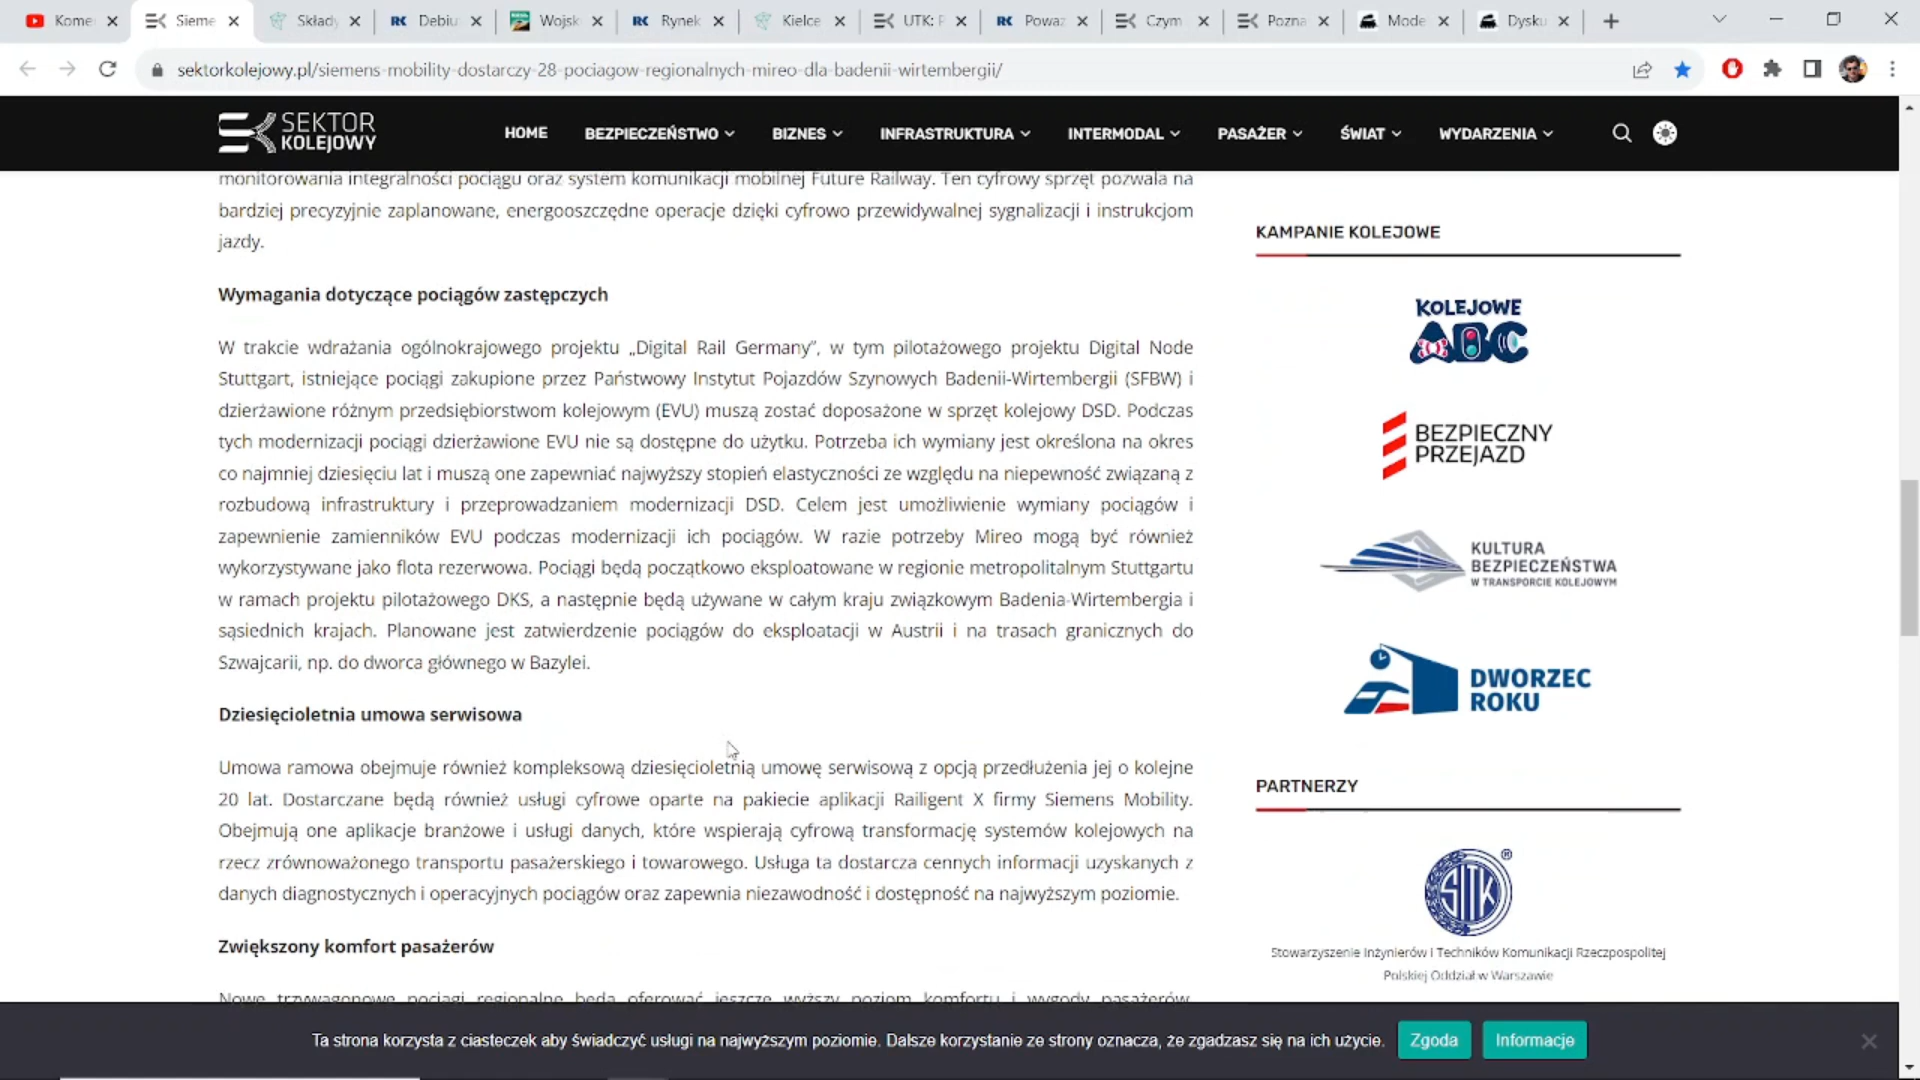 Kome
Sieme
Składy
RK Debiu
Wojsk
RK Rynek
Kielce
UTK: P
RK Poważ
Czym
Pozna
Mode
Dysku
sektorkolejowy.pl/siemens-mobility-dostarczy-28-pociagow-regionalnych-mireo-dla-badenii-wirtembergii/
SEKTOR
KOLEJOWY
HOME
BEZPIECZEŃSTWO
BIZNES
INFRASTRUKTURA
INTERMODAL
PASAŻER
ŚWIAT
WYDARZENIA
monitorowania integralności pociągu oraz system komunikacji mobilnej Future Railway. Ten cyfrowy sprzęt pozwala na
bardziej precyzyjnie zaplanowane, energooszczędne operacje dzięki cyfrowo przewidywalnej sygnalizacji i instrukcjom
jazdy.
Wymagania dotyczące pociągów zastępczych
W trakcie wdrażania ogólnokrajowego projektu „Digital Rail Germany”, w tym pilotażowego projektu Digital Node
Stuttgart, istniejące pociągi zakupione przez Państwowy Instytut Pojazdów Szynowych Badenii-Wirtembergii (SFBW) i
dzierżawione różnym przedsiębiorstwom kolejowym (EVU) muszą zostać doposażone w sprzęt kolejowy DSD. Podczas
tych modernizacji pociągi dzierżawione EVU nie są dostępne do użytku. Potrzeba ich wymiany jest określona na okres
co najmniej dziesięciu lat i muszą one zapewniać najwyższy stopień elastyczności ze względu na niepewność związaną z
rozbudową infrastruktury i przeprowadzaniem modernizacji DSD. Celem jest umożliwienie wymiany pociągów i
zapewnienie zamienników EVU podczas modernizacji ich pociągów. W razie potrzeby Mireo mogą być również
wykorzystywane jako flota rezerwowa. Pociągi będą początkowo eksploatowane w regionie metropolitalnym Stuttgartu
w ramach projektu pilotażowego DKS, a następnie będą używane w całym kraju związkowym Badenia-Wirtembergia i
sąsiednich krajach. Planowane jest zatwierdzenie pociągów do eksploatacji w Austrii i na trasach granicznych do
Szwajcarii, np. do dworca głównego w Bazylei.
Dziesięcioletnia umowa serwisowa
Umowa ramowa obejmuje również kompleksową dziesięcioletnią umowę serwisową z opcją przedłużenia jej o kolejne
20 lat. Dostarczane będą również usługi cyfrowe oparte na pakiecie aplikacji Railigent X firmy Siemens Mobility.
Obejmują one aplikacje branżowe i usługi danych, które wspierają cyfrową transformację systemów kolejowych na
rzecz zrównoważonego transportu pasażerskiego i towarowego. Usługa ta dostarcza cennych informacji uzyskanych z
danych diagnostycznych i operacyjnych pociągów oraz zapewnia niezawodność i dostępność na najwyższym poziomie.
Zwiększony komfort pasażerów
Nowe trzywagonowe pociągi regionalne będą oferować jeszcze wyższy poziom komfortu i wygody pasażerów.
KAMPANIE KOLEJOWE
KOLEJOWE
ABC
BEZPIECZNY
PRZEJAZD
KULTURA
BEZPIECZEŃSTWA
W TRANSPORCIE KOLEJOWYM
DWORZEC
ROKU
PARTNERZY
SITK ®
Stowarzyszenie Inżynierów i Techników Komunikacji Rzeczpospolitej
Polskiej Oddział w Warszawie
Ta strona korzysta z ciasteczek aby świadczyć usługi na najwyższym poziomie. Dalsze korzystanie ze strony oznacza, że zgadzasz się na ich użycie.
Zgoda
Informacje